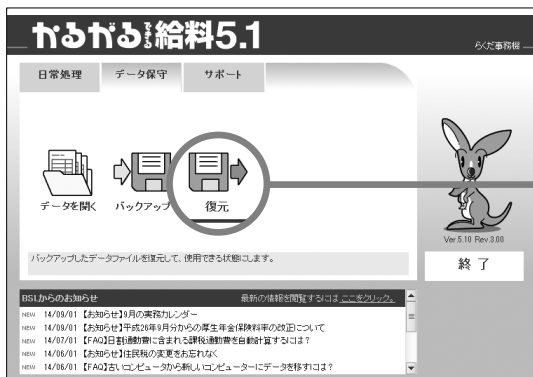 かるがるできる給料5.1
らくだ事務機
日常処理 データ保守 サポート
データを開く バックアップ 復元
Ver.5.10 Rev.3.00
バックアップしたデータファイルを復元して、使用できる状態にします。
終了
BSLからのお知らせ 最新の情報を閲覧するにはここをクリック。
NEW 14/09/01 【お知らせ】9月の実務カレンダー
NEW 14/09/01 【お知らせ】平成26年9月分からの厚生年金保険料率の改正について
NEW 14/07/01 【FAQ】日割通勤費に含まれる課税通勤費を自動計算するには？
NEW 14/06/01 【お知らせ】住民税の変更をお忘れなく
NEW 14/06/01 【FAQ】古いコンピュータから新しいコンピューターにデータを移すには？